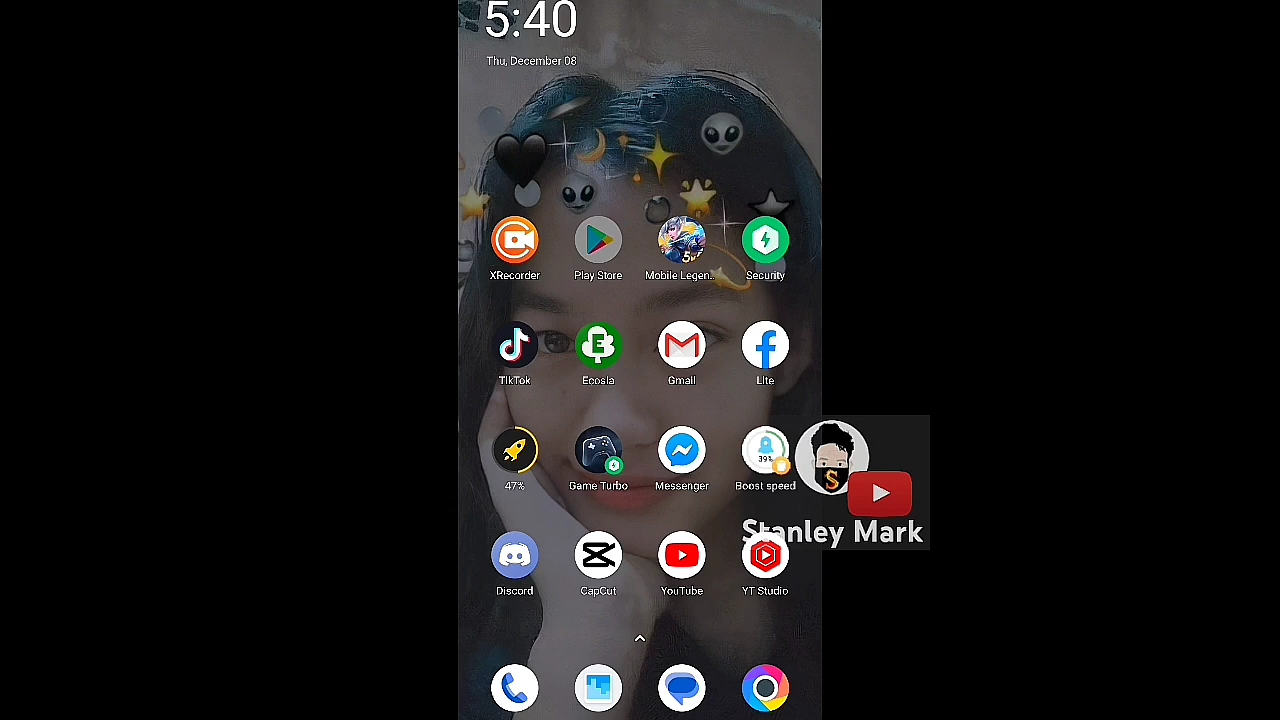 5:40
Thu, December 08
XRecorder
Play Store
Mobile Legen..
Security
TikTok
E
Ecosia
Gmail
Lite
47%
Game Turbo
Messenger
39%
Boost speed
S
Stanley Mark
Discord
CapCut
YouTube
YT Studio